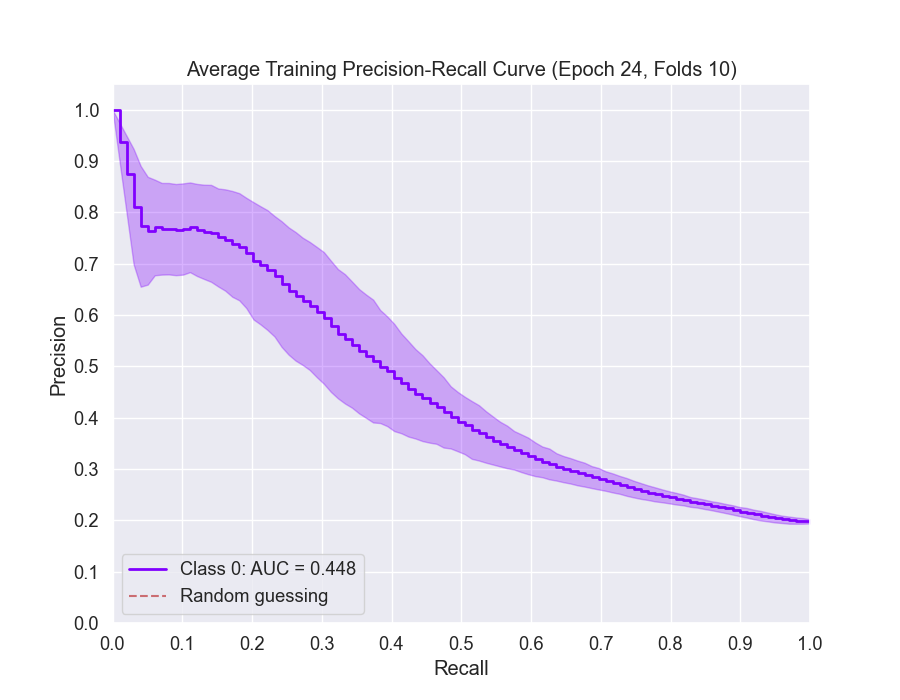 Average Training Precision-Recall Curve (Epoch 24, Folds 10)
Precision
1.0
0.9
0.8
0.7
0.6
0.5
0.4
0.3
0.2
0.1
0.0
Class 0: AUC = 0.448
Random guessing
0.0 0.1 0.2 0.3 0.4 0.5 0.6 0.7 0.8 0.9 1.0
Recall